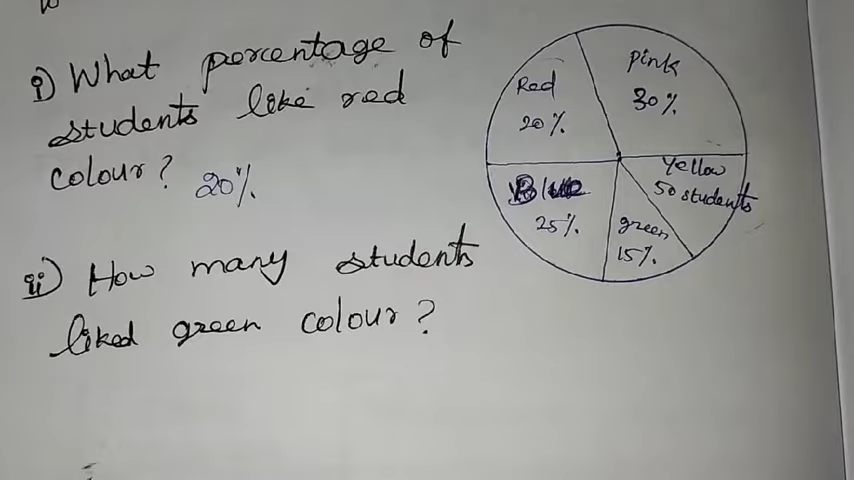 i) What percentage of
students like red
colour? 20%
ii) How many students
liked green colour?
Red
20%
Pink
30%
Yellow
50 students
green
15%
Blue
25%